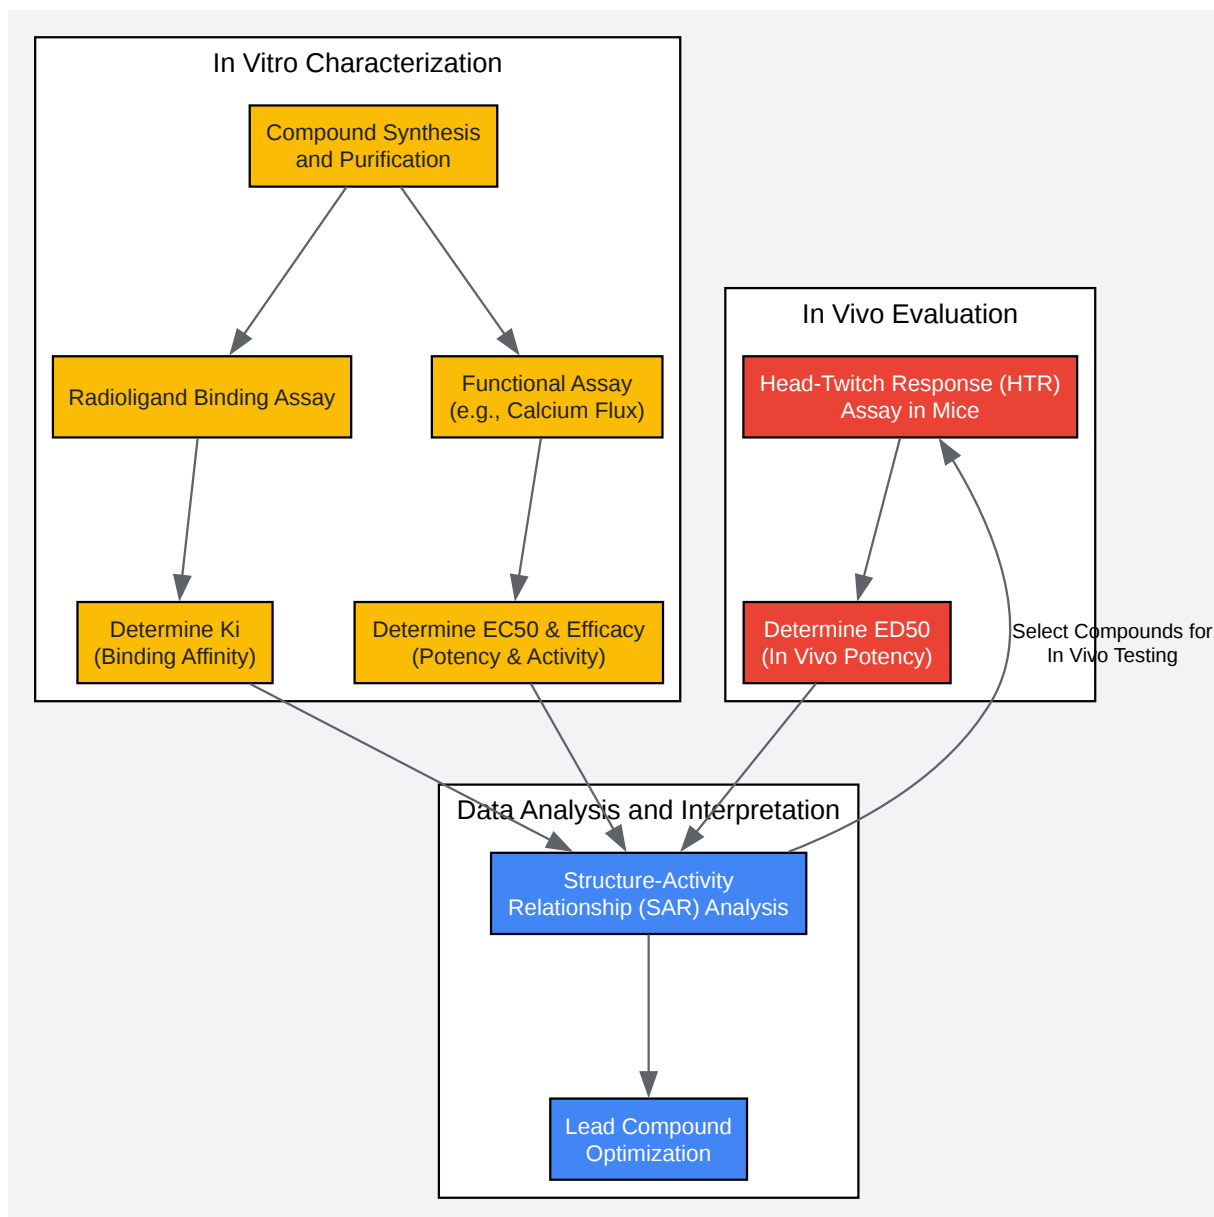 In Vitro Characterization
Compound Synthesis
and Purification
Radioligand Binding Assay
Functional Assay
(e.g., Calcium Flux)
Determine Ki
(Binding Affinity)
Determine EC50 & Efficacy
(Potency & Activity)
In Vivo Evaluation
Head-Twitch Response (HTR)
Assay in Mice
Determine ED50
(In Vivo Potency)
Select Compounds for
In Vivo Testing
Data Analysis and Interpretation
Structure-Activity
Relationship (SAR) Analysis
Lead Compound
Optimization